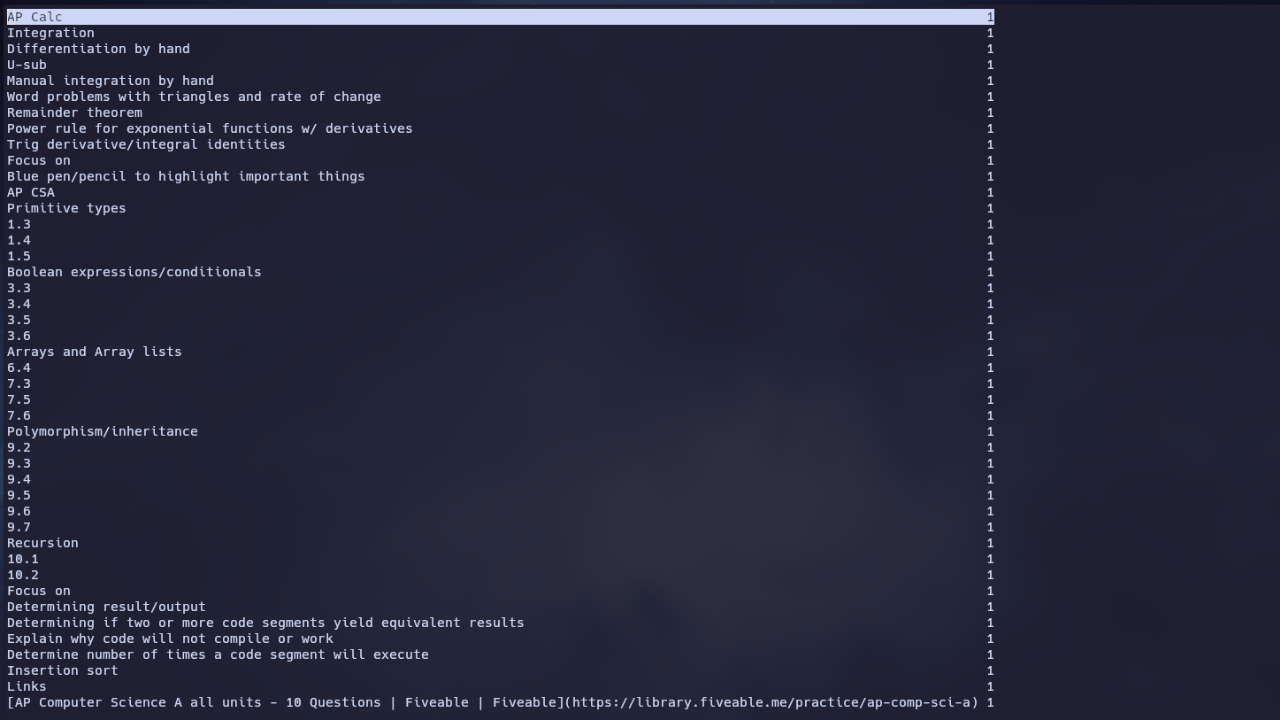 AP Calc 1
Integration 1
Differentiation by hand 1
U-sub 1
Manual integration by hand 1
Word problems with triangles and rate of change 1
Remainder theorem 1
Power rule for exponential functions w/ derivatives 1
Trig derivative/integral identities 1
Focus on 1
Blue pen/pencil to highlight important things 1
AP CSA 1
Primitive types 1
1.3 1
1.4 1
1.5 1
Boolean expressions/conditionals 1
3.3 1
3.4 1
3.5 1
3.6 1
Arrays and Array lists 1
6.4 1
7.3 1
7.5 1
7.6 1
Polymorphism/inheritance 1
9.2 1
9.3 1
9.4 1
9.5 1
9.6 1
9.7 1
Recursion 1
10.1 1
10.2 1
Focus on 1
Determining result/output 1
Determining if two or more code segments yield equivalent results 1
Explain why code will not compile or work 1
Determine number of times a code segment will execute 1
Insertion sort 1
Links 1
[AP Computer Science A all units - 10 Questions | Fiveable | Fiveable](https://library.fiveable.me/practice/ap-comp-sci-a) 1